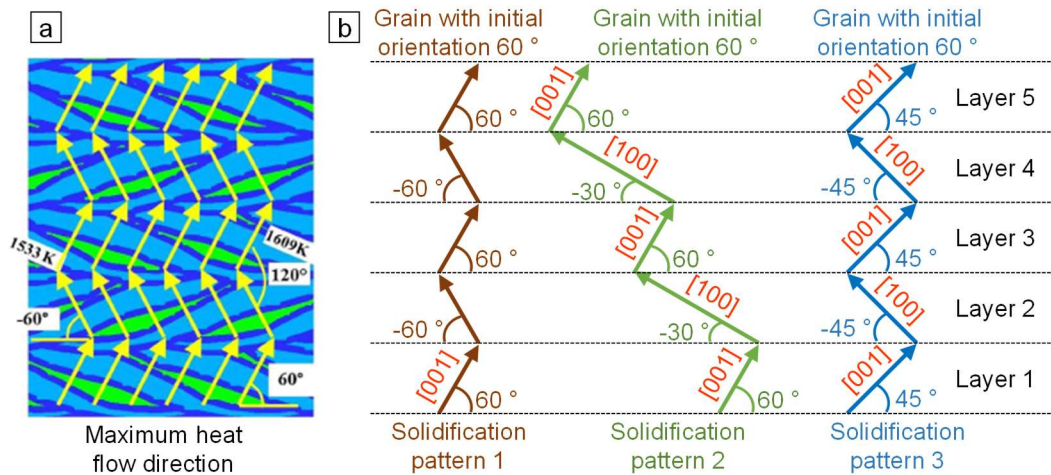 a
1533 K
1609K
120°
-60°
60°
Maximum heat
flow direction
b
Grain with initial
orientation 60 °
Grain with initial
orientation 60 °
Grain with initial
orientation 60 °
60 °
[001]
60 °
[001]
45 °
Layer 5
-60 °
[100]
-30 °
[100]
-45 °
Layer 4
60 °
[001]
60 °
[001]
45 °
Layer 3
-60 °
[100]
-30 °
[100]
-45 °
Layer 2
[001]
60 °
[001]
60 °
[001]
45 °
Layer 1
Solidification
pattern 1
Solidification
pattern 2
Solidification
pattern 3